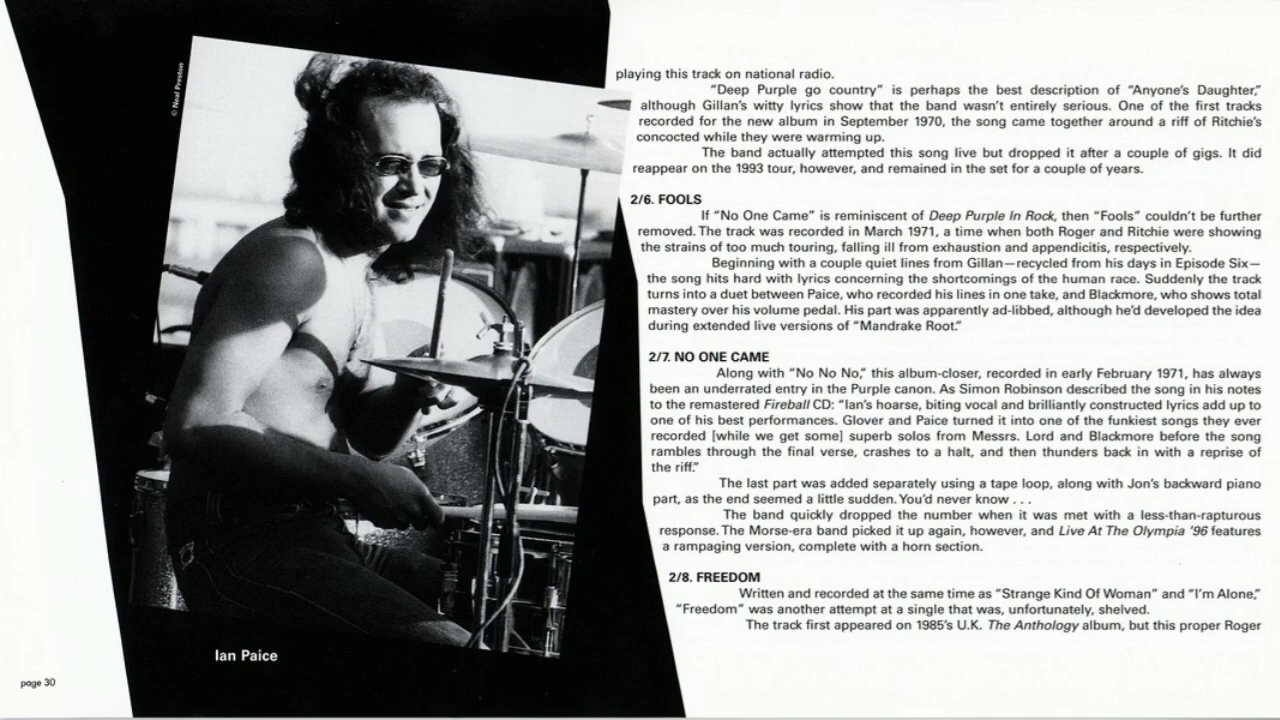 © Neal Preston
playing this track on national radio.
“Deep Purple go country” is perhaps the best description of “Anyone’s Daughter,”
although Gillan’s witty lyrics show that the band wasn’t entirely serious. One of the first tracks
recorded for the new album in September 1970, the song came together around a riff of Ritchie’s
concocted while they were warming up.
The band actually attempted this song live but dropped it after a couple of gigs. It did
reappear on the 1993 tour, however, and remained in the set for a couple of years.
2/6. FOOLS
If “No One Came” is reminiscent of Deep Purple In Rock, then “Fools” couldn’t be further
removed. The track was recorded in March 1971, a time when both Roger and Ritchie were showing
the strains of too much touring, falling ill from exhaustion and appendicitis, respectively.
Beginning with a couple quiet lines from Gillan—recycled from his days in Episode Six—
the song hits hard with lyrics concerning the shortcomings of the human race. Suddenly the track
turns into a duet between Paice, who recorded his lines in one take, and Blackmore, who shows total
mastery over his volume pedal. His part was apparently ad-libbed, although he’d developed the idea
during extended live versions of “Mandrake Root.”
2/7. NO ONE CAME
Along with “No No No,” this album-closer, recorded in early February 1971, has always
been an underrated entry in the Purple canon. As Simon Robinson described the song in his notes
to the remastered Fireball CD: “Ian’s hoarse, biting vocal and brilliantly constructed lyrics add up to
one of his best performances. Glover and Paice turned it into one of the funkiest songs they ever
recorded [while we get some] superb solos from Messrs. Lord and Blackmore before the song
rambles through the final verse, crashes to a halt, and then thunders back in with a reprise of
the riff.”
The last part was added separately using a tape loop, along with Jon’s backward piano
part, as the end seemed a little sudden. You’d never know . . .
The band quickly dropped the number when it was met with a less-than-rapturous
response. The Morse-era band picked it up again, however, and Live At The Olympia ’96 features
a rampaging version, complete with a horn section.
2/8. FREEDOM
Written and recorded at the same time as “Strange Kind Of Woman” and “I’m Alone,”
“Freedom” was another attempt at a single that was, unfortunately, shelved.
The track first appeared on 1985’s U.K. The Anthology album, but this proper Roger
Ian Paice
page 30